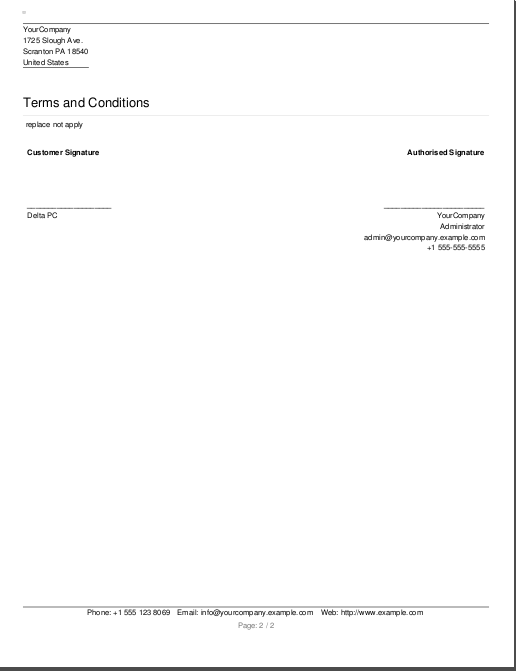 YourCompany
1725 Slough Ave.
Scranton PA 18540
United States
Terms and Conditions
replace not apply
Customer Signature Authorised Signature
Delta PC YourCompany
Administrator
admin@yourcompany.example.com
+1 555-555-5555
Phone: +1 555 123 8069 Email: info@yourcompany.example.com Web: http://www.example.com
Page: 2 / 2